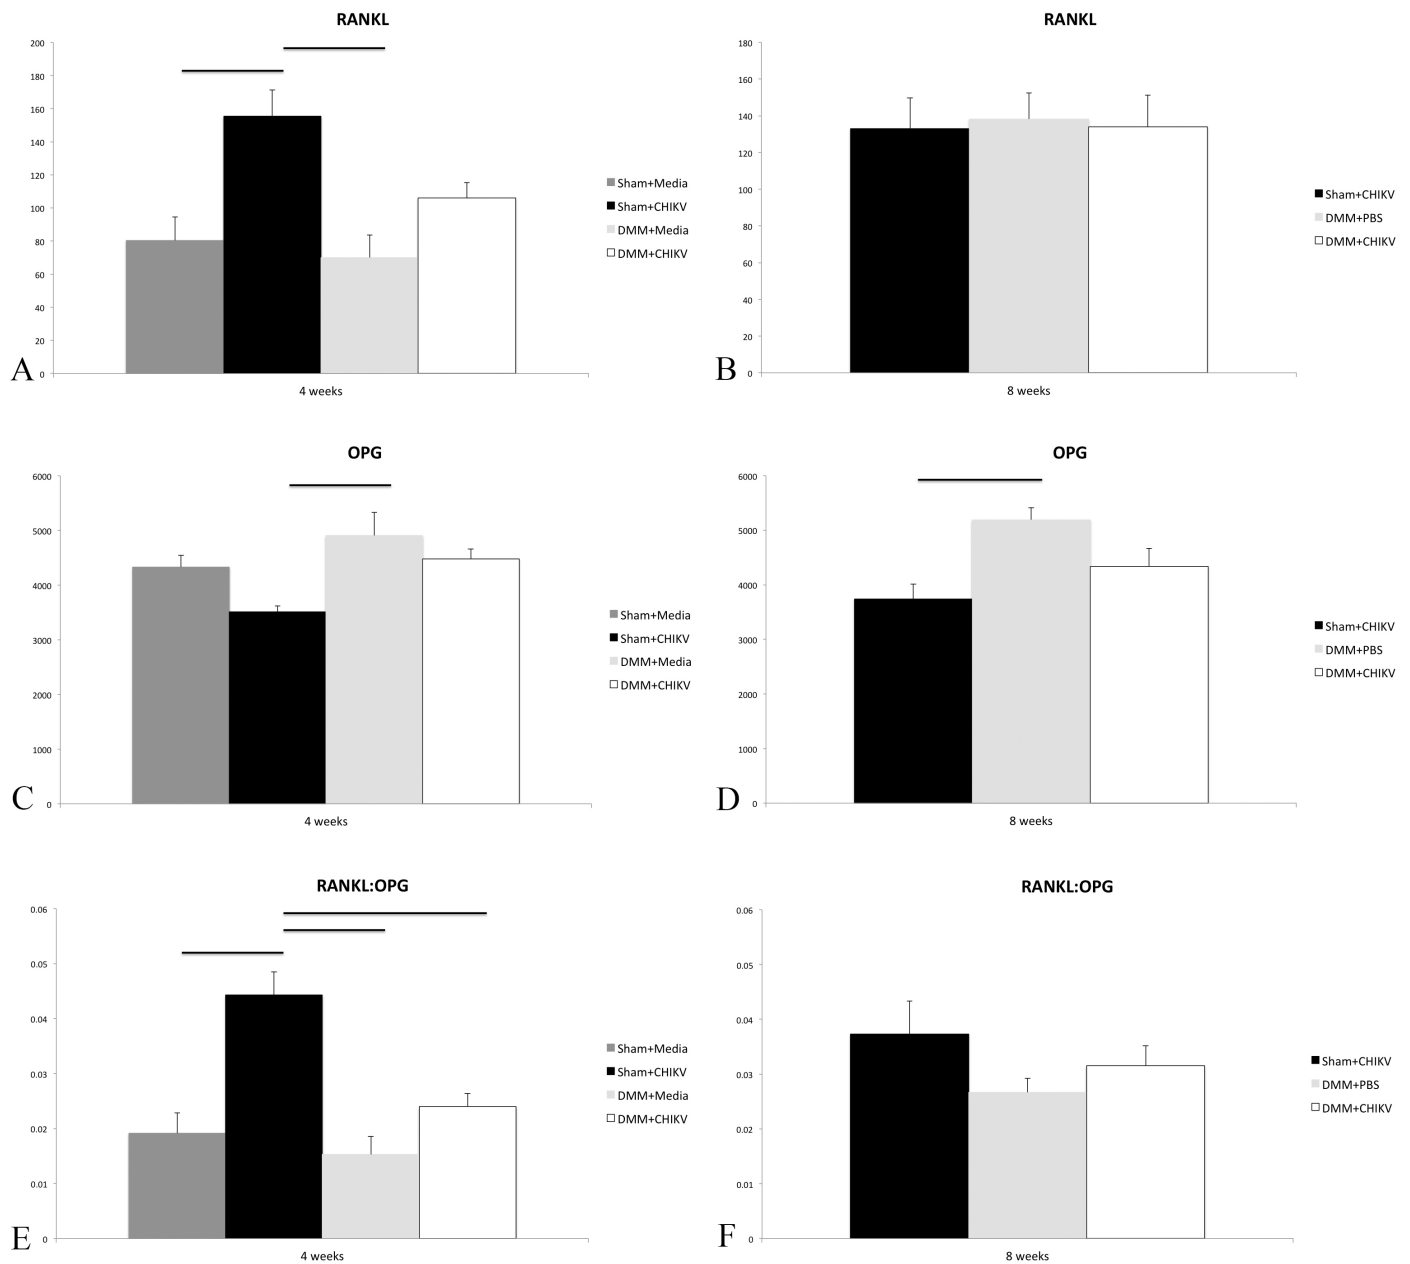 RANKL
200
180
160
140
120
100
80
60
40
20
0
Sham+Media
Sham+CHIKV
DMM+Media
DMM+CHIKV
4 weeks
A
RANKL
180
160
140
120
100
80
60
40
20
0
Sham+CHIKV
DMM+PBS
DMM+CHIKV
8 weeks
B
OPG
6000
5000
4000
3000
2000
1000
0
Sham+Media
Sham+CHIKV
DMM+Media
DMM+CHIKV
4 weeks
C
OPG
6000
5000
4000
3000
2000
1000
0
Sham+CHIKV
DMM+PBS
DMM+CHIKV
8 weeks
D
RANKL:OPG
0.06
0.05
0.04
0.03
0.02
0.01
0
Sham+Media
Sham+CHIKV
DMM+Media
DMM+CHIKV
4 weeks
E
RANKL:OPG
0.06
0.05
0.04
0.03
0.02
0.01
0
Sham+CHIKV
DMM+PBS
DMM+CHIKV
8 weeks
F